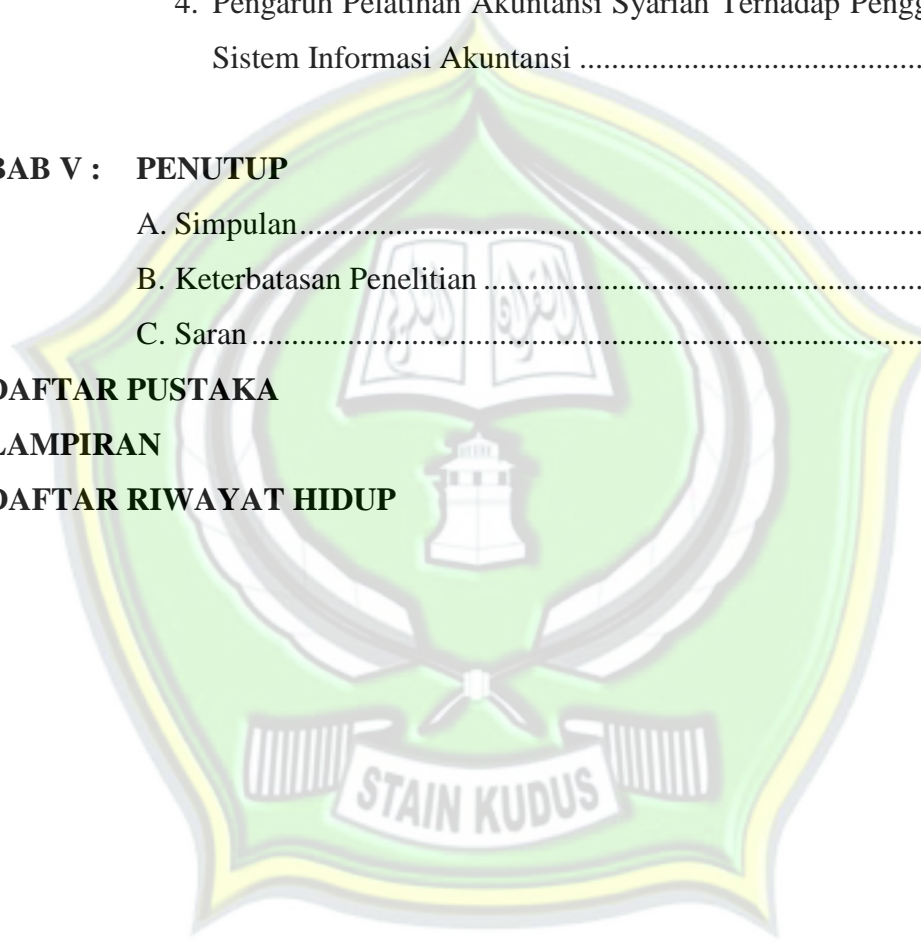 4. Pengaruh Pelatihan Akuntansi Syariah Terhadap
Sistem Informasi Akuntansi ...........................................
BAB V : PENUTUP
A. Simpulan...............................................................................
B. Keterbatasan Penelitian .......................................................
C. Saran.....................................................................................
DAFTAR PUSTAKA
LAMPIRAN
DAFTAR RIWAYAT HIDUP
STAIN KUDUS